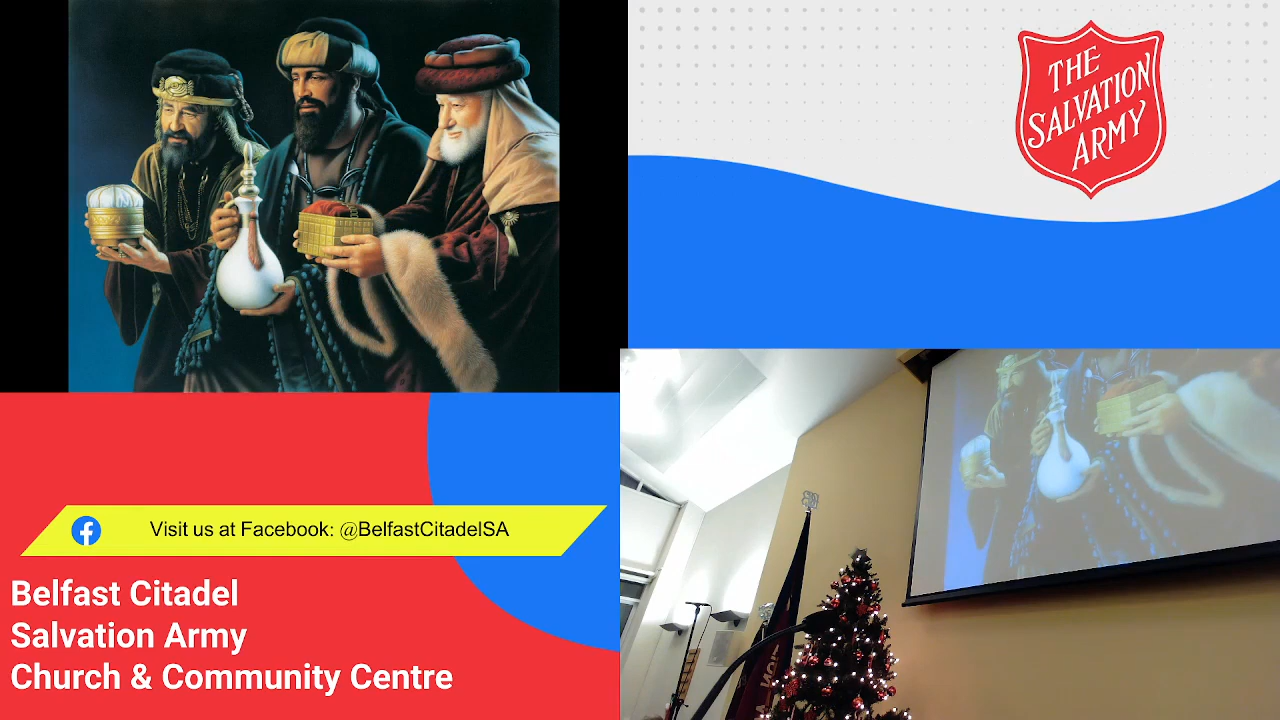 THE
SALVATION
ARMY
Visit us at Facebook: @BelfastCitadelSA
Belfast Citadel
Salvation Army
Church & Community Centre